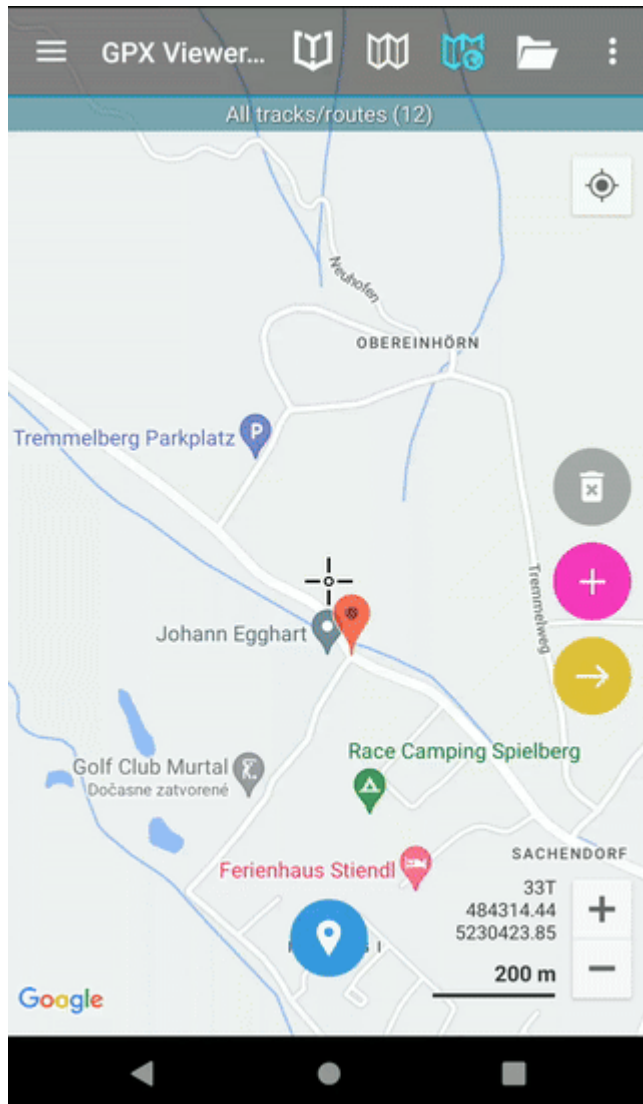 GPX Viewer...
All tracks/routes (12)
Neuhofen
OBEREINHÖRN
Tremmelberg Parkplatz
P
Tremmelweg
Johann Egghart
Race Camping Spielberg
Golf Club Murtal
Dočasne zatvorené
SACHENDORF
Ferienhaus Stiendl
33T
484314.44
5230423.85
200 m
Google